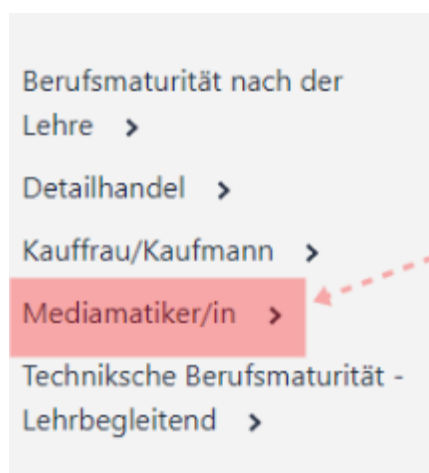 Berufsmaturität nach der
Lehre >
Detailhandel >
Kauffrau/Kaufmann >
Mediamatiker/in >
Techniksche Berufsmaturität -
Lehrbegleitend >